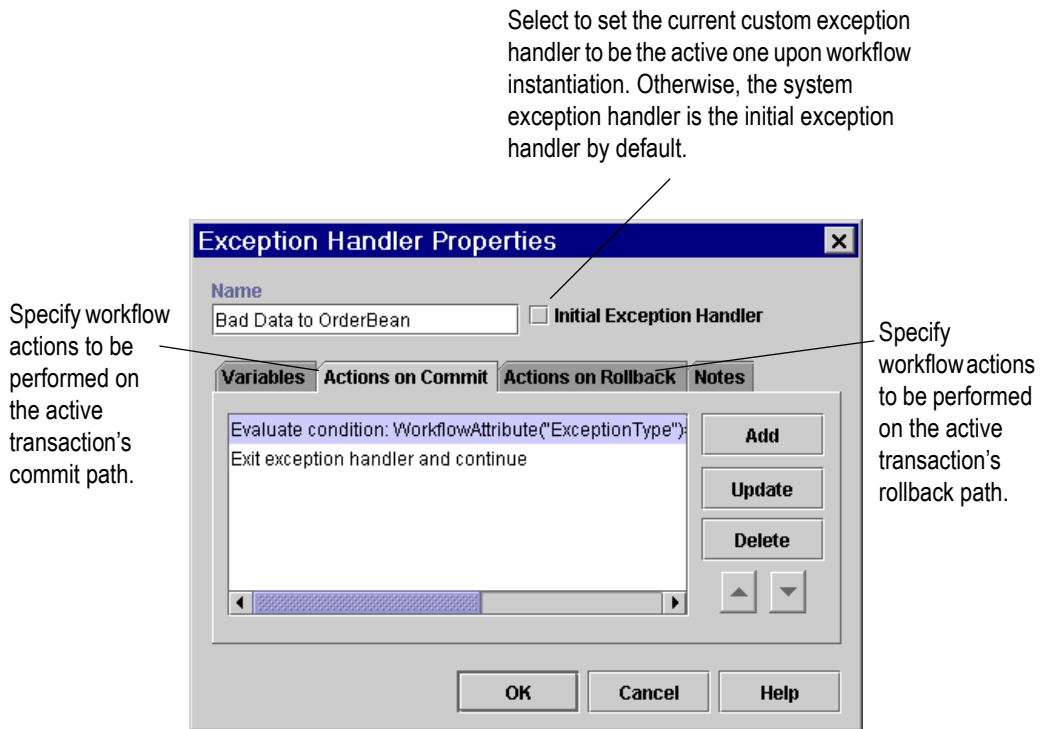 Select to set the current custom exception
handler to be the active one upon workflow
instantiation. Otherwise, the system
exception handler is the initial exception
handler by default.
Exception Handler Properties
Name
Bad Data to OrderBean
Initial Exception Handler
Specify workflow
actions to be
performed on
the active
transaction's
commit path.
Variables
Actions on Commit
Actions on Rollback
Notes
Evaluate condition: WorkflowAttribute("ExceptionType")=
Exit exception handler and continue
Add
Update
Delete
Specify
workflow actions
to be performed
on the active
transaction's
rollback path.
OK
Cancel
Help